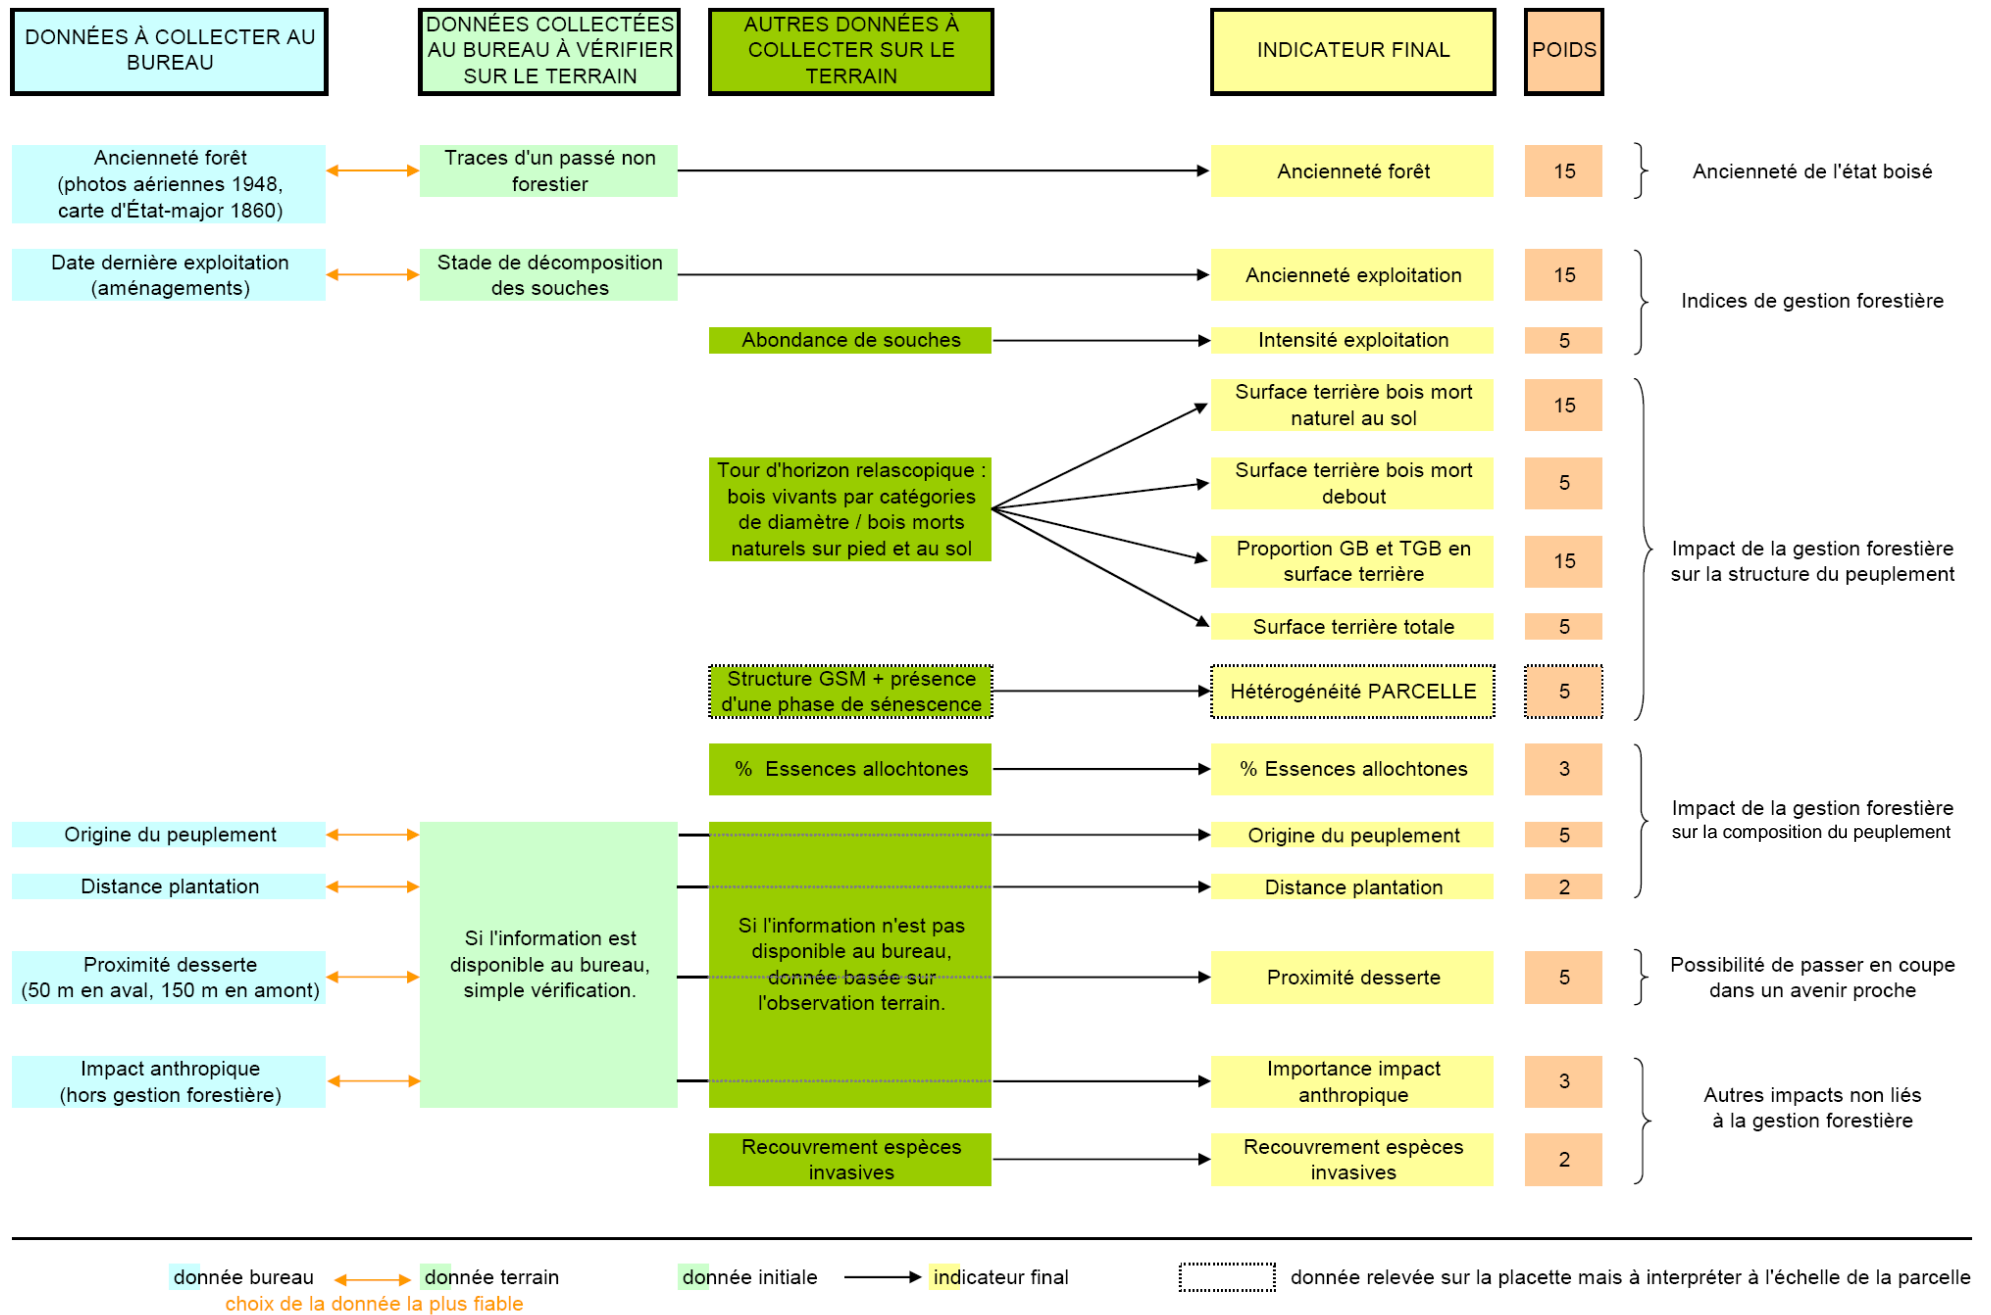 DONNÉES À COLLECTER AU
BUREAU
DONNÉES COLLECTÉES
AU BUREAU À VÉRIFIER
SUR LE TERRAIN
AUTRES DONNÉES À
COLLECTER SUR LE
TERRAIN
INDICATEUR FINAL
POIDS
Ancienneté forêt
(photos aériennes 1948,
carte d'État-major 1860)
Traces d'un passé non
forestier
Ancienneté forêt
15
Ancienneté de l'état boisé
Date dernière exploitation
(aménagements)
Stade de décomposition
des souches
Ancienneté exploitation
15
Indices de gestion forestière
Abondance de souches
Intensité exploitation
5
Tour d'horizon relascopique :
bois vivants par catégories
de diamètre / bois morts
naturels sur pied et au sol
Surface terrière bois mort
naturel au sol
15
Surface terrière bois mort
debout
5
Proportion GB et TGB en
surface terrière
15
Surface terrière totale
5
Impact de la gestion forestière
sur la structure du peuplement
Structure GSM + présence
d'une phase de sénescence
Hétérogénéité PARCELLE
5
% Essences allochtones
% Essences allochtones
3
Origine du peuplement
Origine du peuplement
5
Impact de la gestion forestière
sur la composition du peuplement
Distance plantation
Distance plantation
2
Si l'information est
disponible au bureau,
simple vérification.
Si l'information n'est pas
disponible au bureau,
donnée basée sur
l'observation terrain.
Proximité desserte
(50 m en aval, 150 m en amont)
Proximité desserte
5
Possibilité de passer en coupe
dans un avenir proche
Impact anthropique
(hors gestion forestière)
Importance impact
anthropique
3
Autres impacts non liés
à la gestion forestière
Recouvrement espèces
invasives
Recouvrement espèces
invasives
2
donnée bureau
donnée terrain
choix de la donnée la plus fiable
donnée initiale
indicateur final
donnée relevée sur la placette mais à interpréter à l'échelle de la parcelle